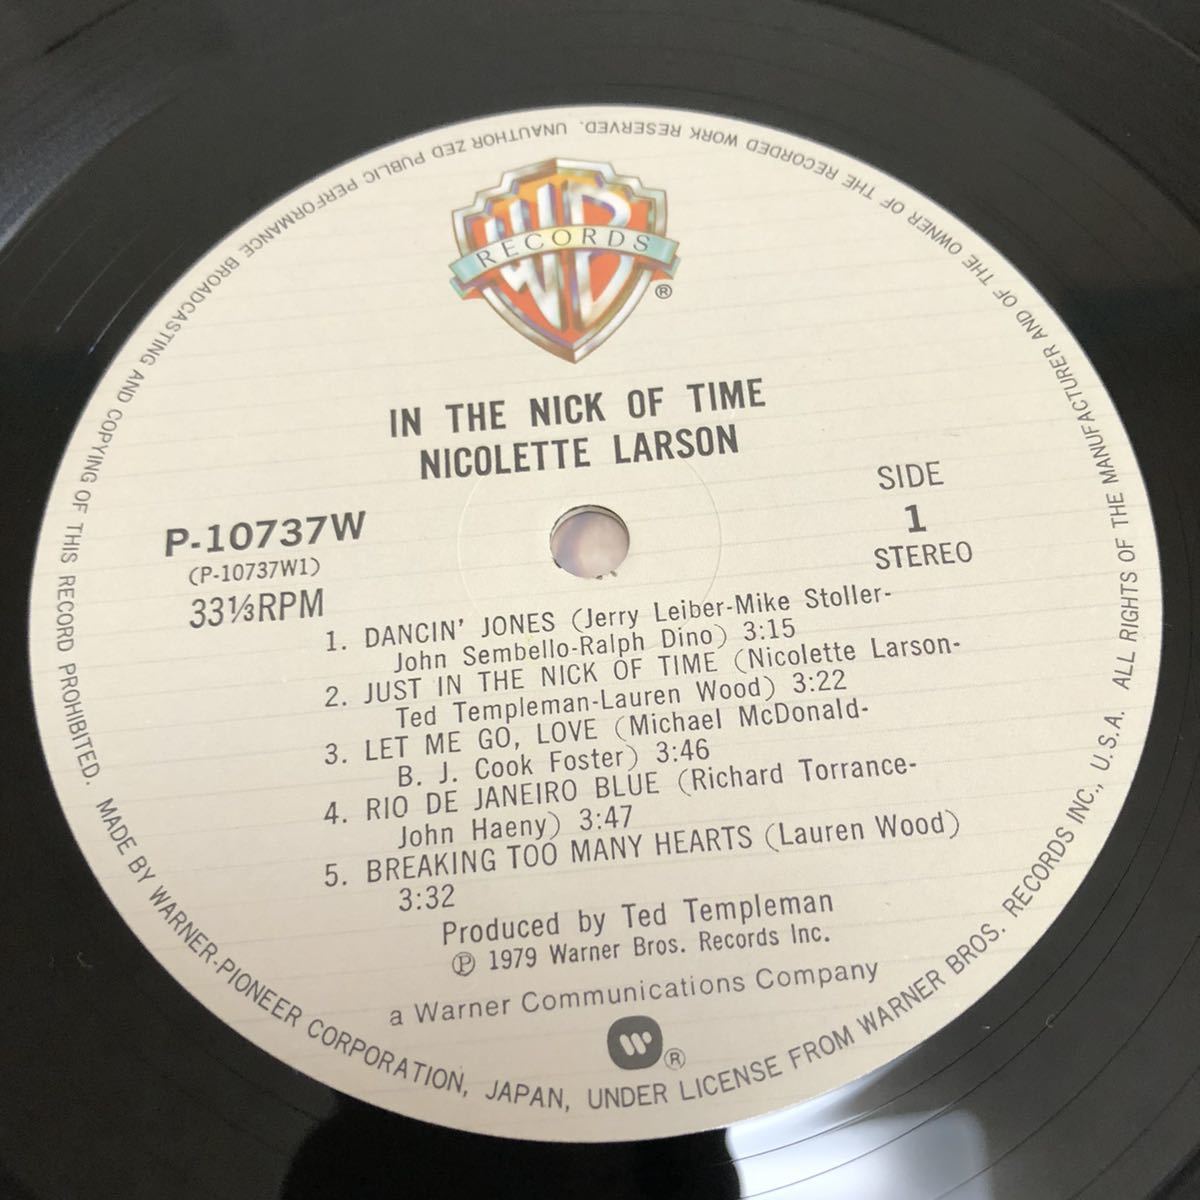 WB
RECORDS
®
IN THE NICK OF TIME
NICOLETTE LARSON
P-10737W
(P-10737W1)
33⅓RPM
SIDE
1
STEREO
1. DANCIN' JONES (Jerry Leiber-Mike Stoller-
John Sembello-Ralph Dino) 3:15
2. JUST IN THE NICK OF TIME (Nicolette Larson-
Ted Templeman-Lauren Wood) 3:22
3. LET ME GO, LOVE (Michael McDonald-
B. J. Cook Foster) 3:46
4. RIO DE JANEIRO BLUE (Richard Torrance-
John Haeny) 3:47
5. BREAKING TOO MANY HEARTS (Lauren Wood)
3:32
Produced by Ted Templeman
℗ 1979 Warner Bros. Records Inc.
a Warner Communications Company
®
MADE BY WARNER-PIONEER CORPORATION, JAPAN, UNDER LICENSE FROM WARNER BROS. RECORDS INC., U.S.A. ALL RIGHTS OF THE MANUFACTURER AND OF THE OWNER OF THE RECORDED WORK RESERVED. UNAUTHOR ZED PUBLIC PERFORMANCE BROADCASTING AND COPYING OF THIS RECORD PROHIBITED.